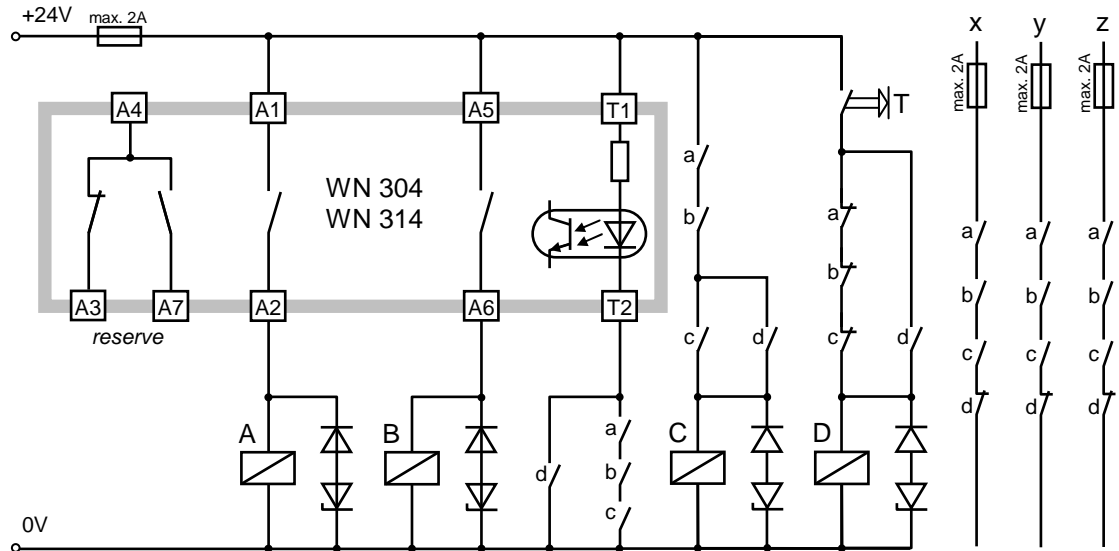 +24V
max. 2A
x
y
z
max. 2A
max. 2A
max. 2A
A4
A1
A5
T1
T
WN 304
WN 314
a
b
a
b
a
a
a
b
b
b
A3
A7
A2
A6
T2
reserve
c
d
c
d
c
c
c
d
d
d
A
B
C
D
d
a
b
c
0V